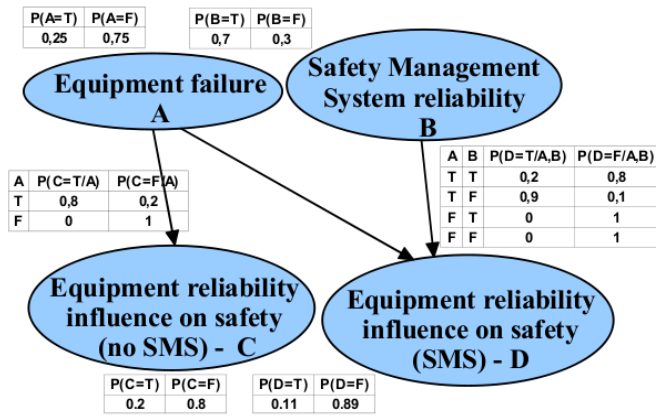 P(A=T) P(A=F)
0,25 0,75
P(B=T) P(B=F)
0,7 0,3
Equipment failure
A
Safety Management
System reliability
B
A P(C=T/A) P(C=F/A)
T 0,8 0,2
F 0 1
A B P(D=T/A,B) P(D=F/A,B)
T T 0,2 0,8
T F 0,9 0,1
F T 0 1
F F 0 1
Equipment reliability
influence on safety
(no SMS) - C
Equipment reliability
influence on safety
(SMS) - D
P(C=T) P(C=F)
0.2 0.8
P(D=T) P(D=F)
0.11 0.89